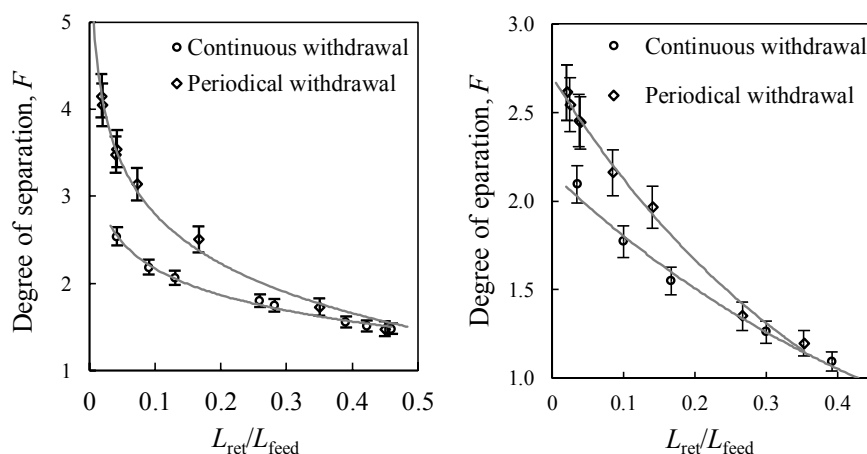 5
4
3
2
1
Degree of separation, F
Continuous withdrawal
Periodical withdrawal
0 0.1 0.2 0.3 0.4 0.5
Lret/Lfeed
3.0
2.5
2.0
1.5
1.0
Degree of eparation, F
Continuous withdrawal
Periodical withdrawal
0 0.1 0.2 0.3 0.4
Lret/Lfeed